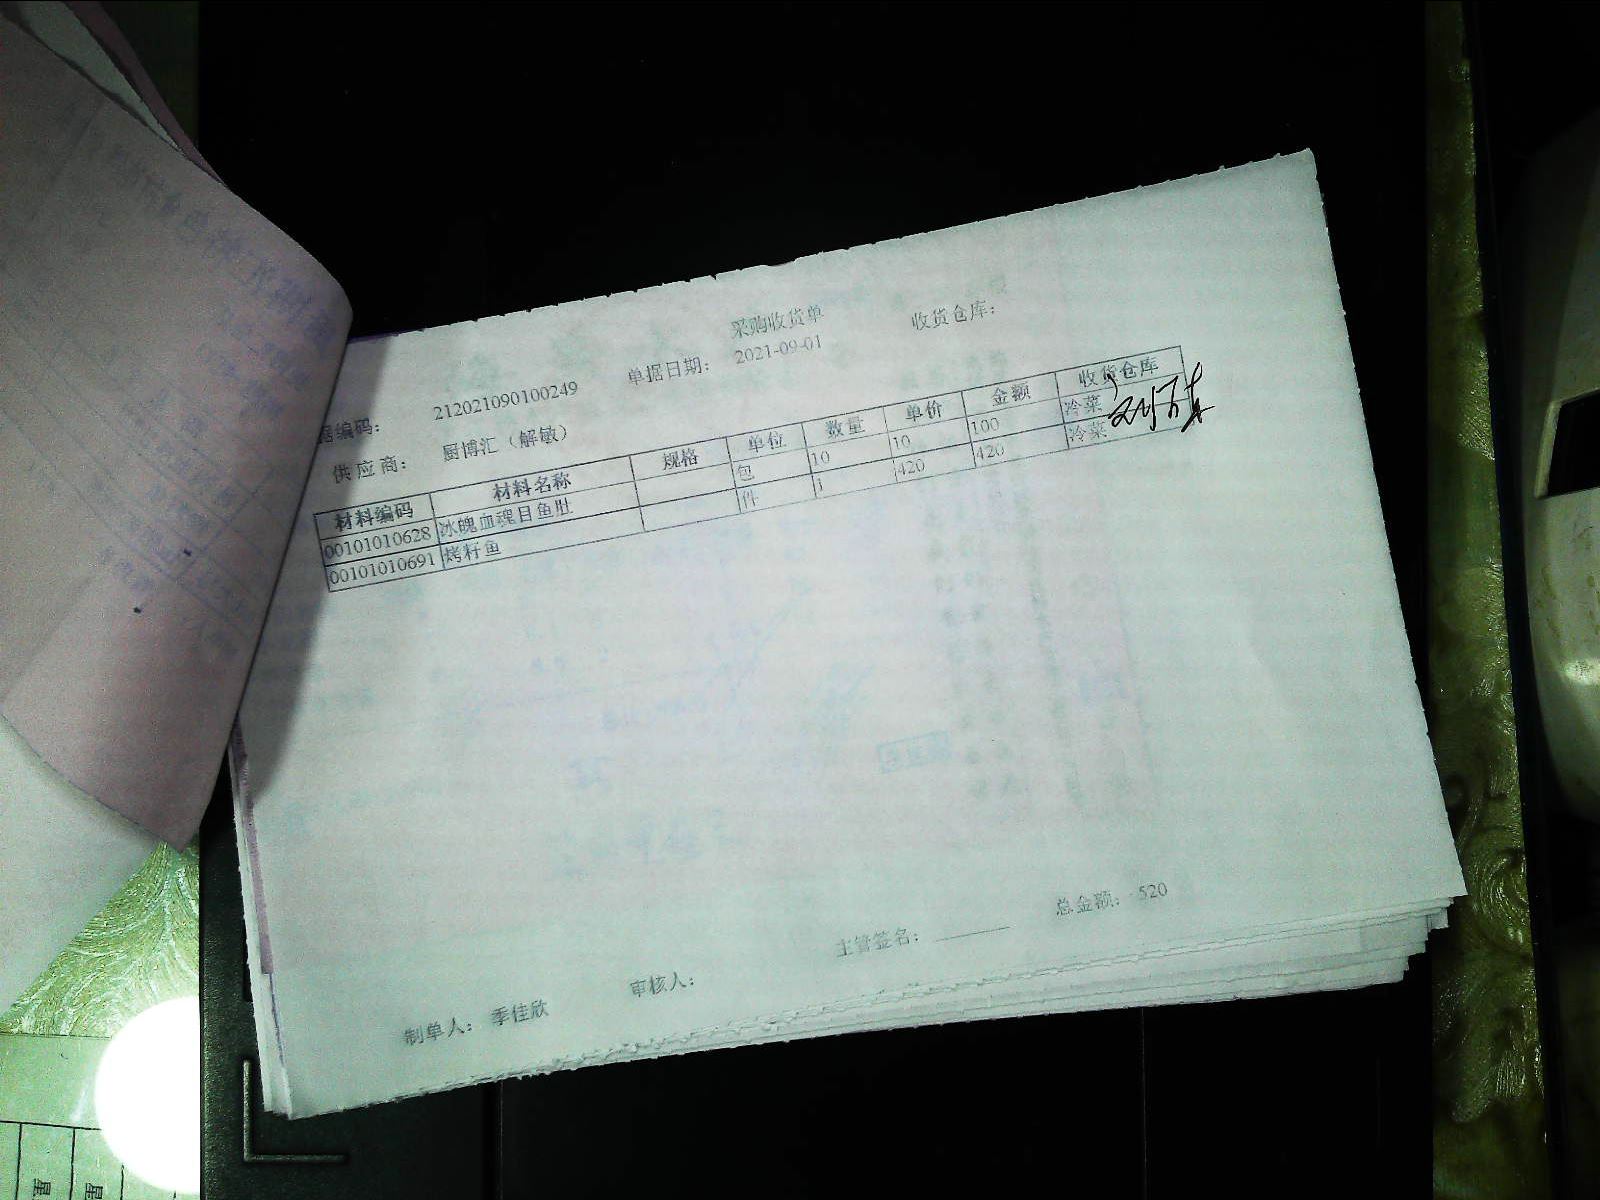 采购收货单
据编码: 212021090100249 单据日期: 2021-09-01 收货仓库:
供应商: 厨博汇（解敏）
材料编码 材料名称 规格 单位 数量 单价 金额 收货仓库
00101010628 冰魄血魂目鱼肚 包 10 10 100 冷菜
00101010691 烤籽鱼 件 1 420 420 冷菜
总金额: 520
制单人: 季佳欣 审核人: 主管签名: